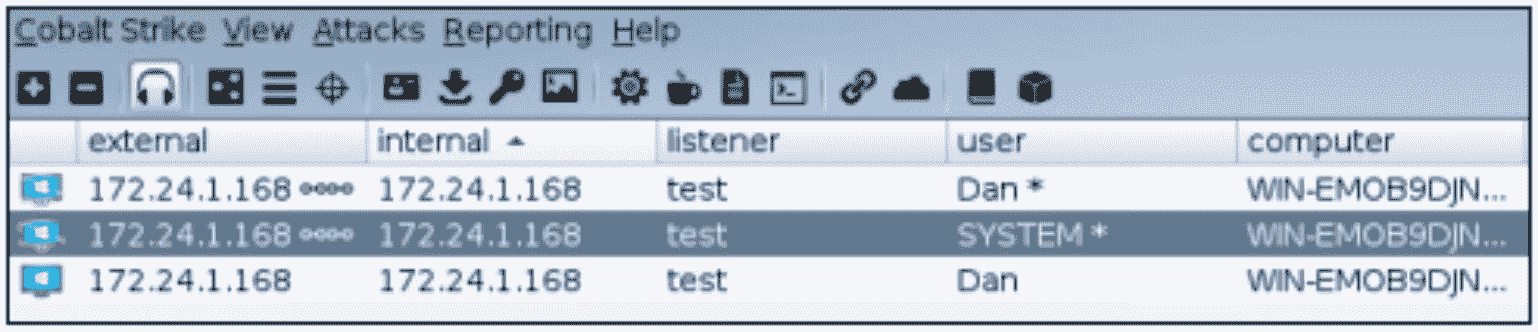 Cobalt Strike View Attacks Reporting Help
external internal listener user computer
172.24.1.168 172.24.1.168 test Dan * WIN-EMOB9DJN...
172.24.1.168 172.24.1.168 test SYSTEM * WIN-EMOB9DJN...
172.24.1.168 172.24.1.168 test Dan WIN-EMOB9DJN...